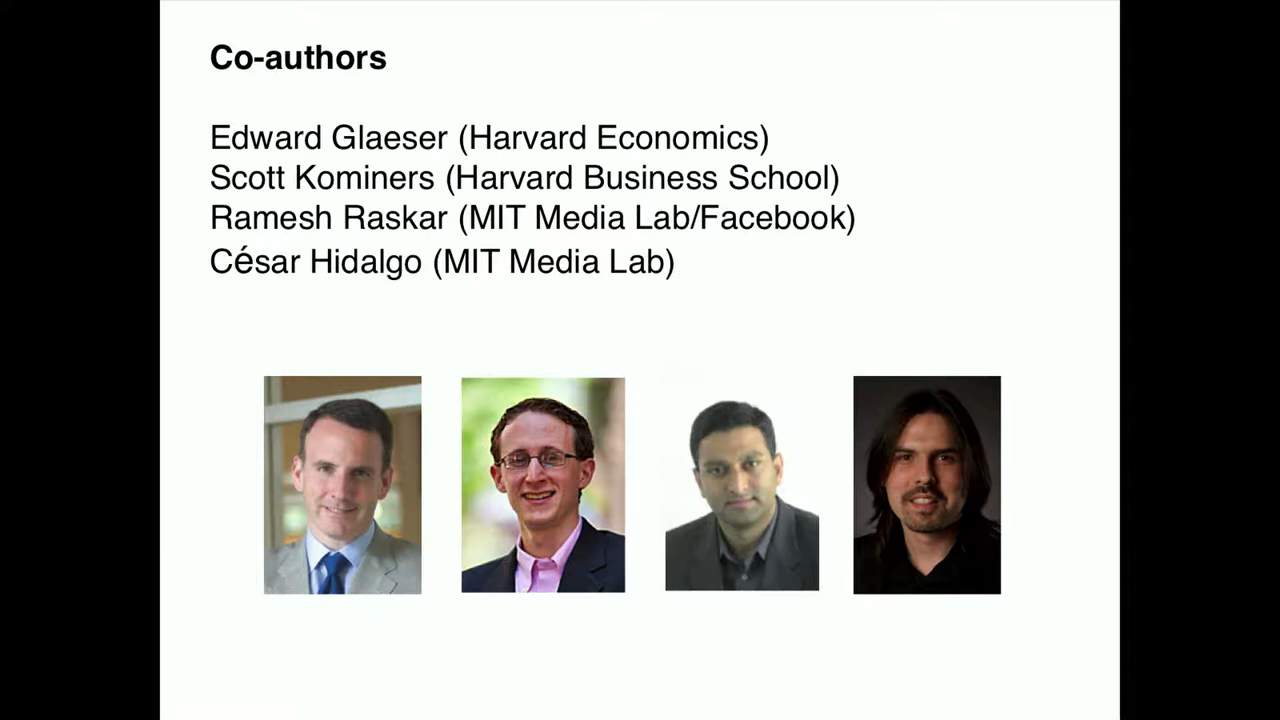 Co-authors
Edward Glaeser (Harvard Economics)
Scott Kominers (Harvard Business School)
Ramesh Raskar (MIT Media Lab/Facebook)
César Hidalgo (MIT Media Lab)